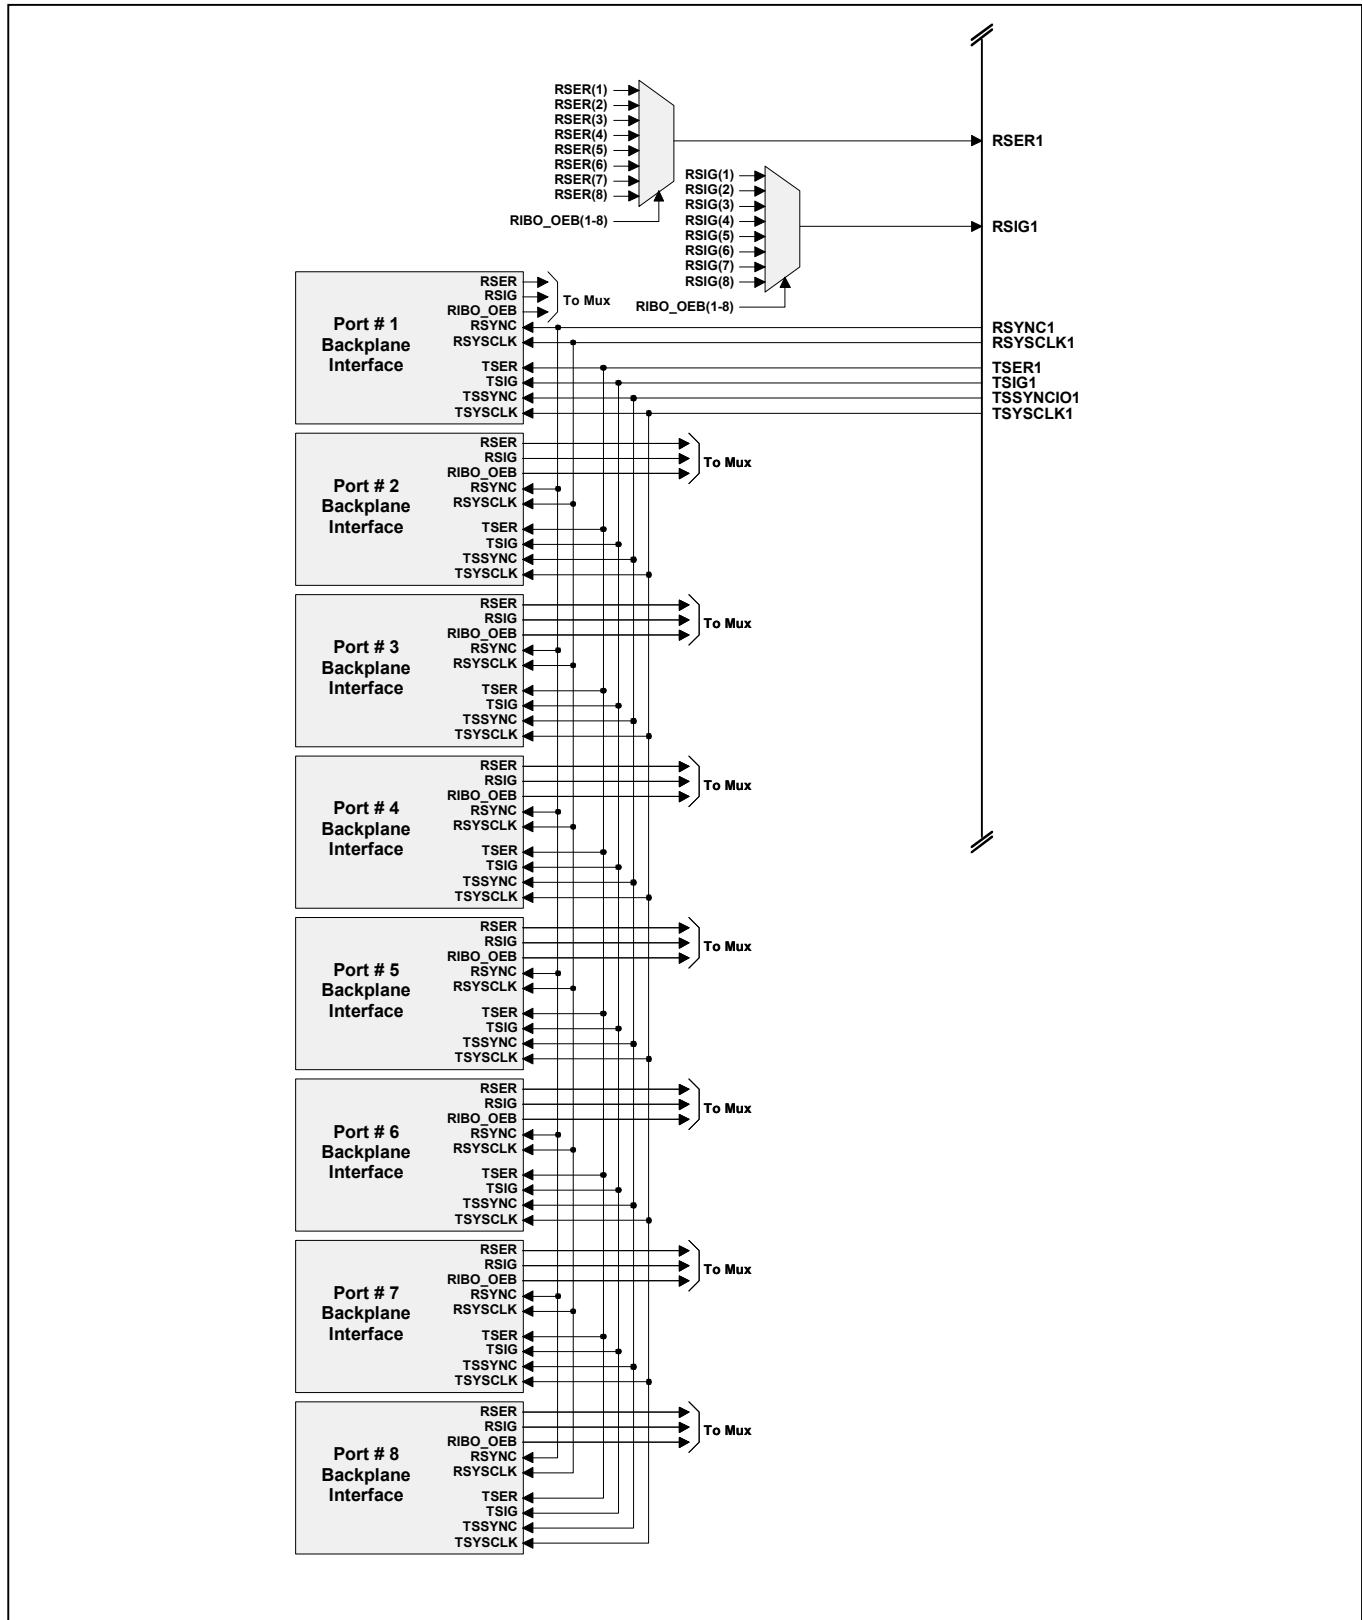 RSER(1)
RSER(2)
RSER(3)
RSER(4)
RSER(5)
RSER(6)
RSER(7)
RSER(8)
RIBO_OEB(1-8)
RSER1
RSIG(1)
RSIG(2)
RSIG(3)
RSIG(4)
RSIG(5)
RSIG(6)
RSIG(7)
RSIG(8)
RIBO_OEB(1-8)
RSIG1
RSYNC1
RSYSCLK1
TSER1
TSIG1
TSSYNCIO1
TSYSCLK1
Port # 1
Backplane
Interface
RSER
RSIG
RIBO_OEB
RSYNC
RSYSCLK
TSER
TSIG
TSSYNC
TSYSCLK
To Mux
Port # 2
Backplane
Interface
RSER
RSIG
RIBO_OEB
RSYNC
RSYSCLK
TSER
TSIG
TSSYNC
TSYSCLK
To Mux
Port # 3
Backplane
Interface
RSER
RSIG
RIBO_OEB
RSYNC
RSYSCLK
TSER
TSIG
TSSYNC
TSYSCLK
To Mux
Port # 4
Backplane
Interface
RSER
RSIG
RIBO_OEB
RSYNC
RSYSCLK
TSER
TSIG
TSSYNC
TSYSCLK
To Mux
Port # 5
Backplane
Interface
RSER
RSIG
RIBO_OEB
RSYNC
RSYSCLK
TSER
TSIG
TSSYNC
TSYSCLK
To Mux
Port # 6
Backplane
Interface
RSER
RSIG
RIBO_OEB
RSYNC
RSYSCLK
TSER
TSIG
TSSYNC
TSYSCLK
To Mux
Port # 7
Backplane
Interface
RSER
RSIG
RIBO_OEB
RSYNC
RSYSCLK
TSER
TSIG
TSSYNC
TSYSCLK
To Mux
Port # 8
Backplane
Interface
RSER
RSIG
RIBO_OEB
RSYNC
RSYSCLK
TSER
TSIG
TSSYNC
TSYSCLK
To Mux